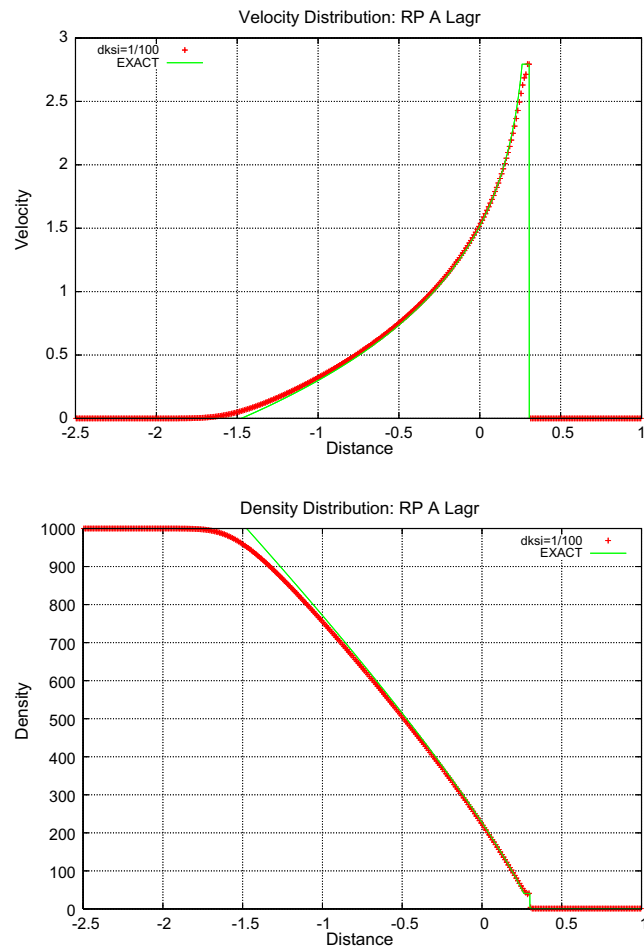 Velocity Distribution: RP A Lagr
3
dksi=1/100
EXACT
2.5
2
Velocity
1.5
1
0.5
0
-2.5 -2 -1.5 -1 -0.5 0 0.5 1
Distance
Density Distribution: RP A Lagr
1000
dksi=1/100
EXACT
900
800
700
600
Density
500
400
300
200
100
0
-2.5 -2 -1.5 -1 -0.5 0 0.5 1
Distance